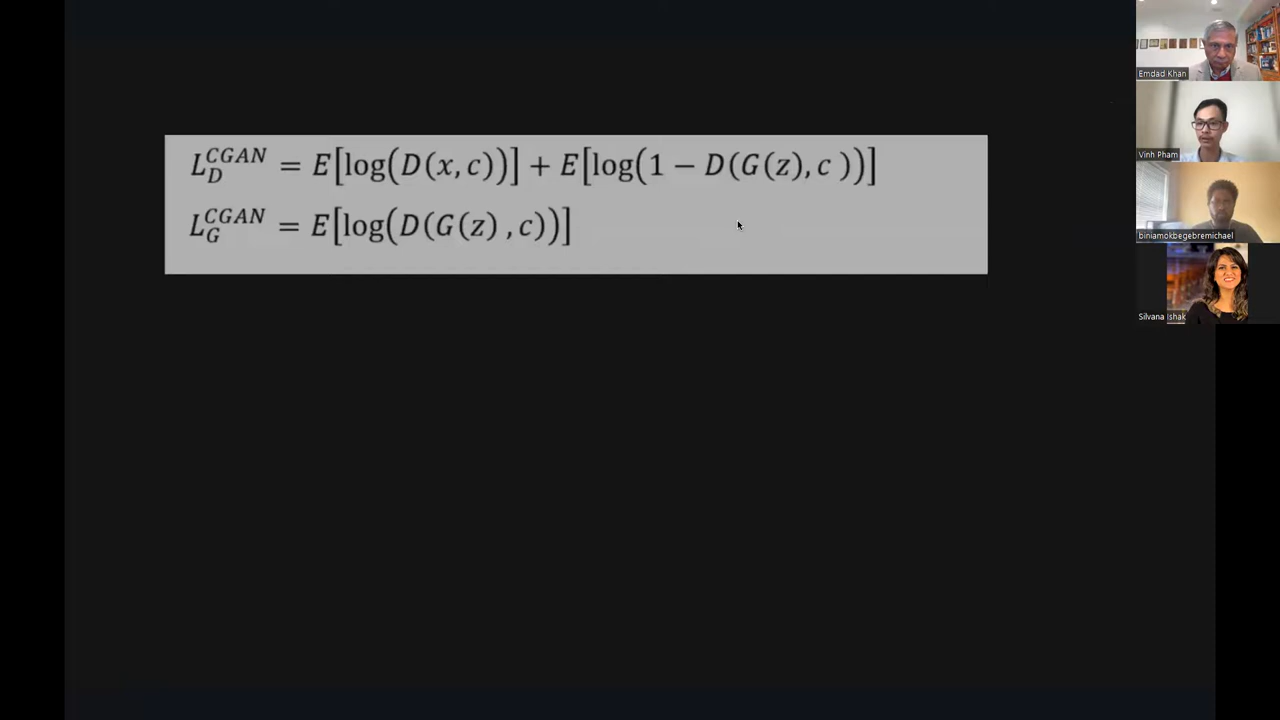 L_D^{CGAN} = E[log(D(x, c))] + E[log(1 − D(G(z), c ))]
L_G^{CGAN} = E[log(D(G(z) , c))]
Emdad Khan
Vinh Pham
biniamokbegebremichael
Silvana Ishak